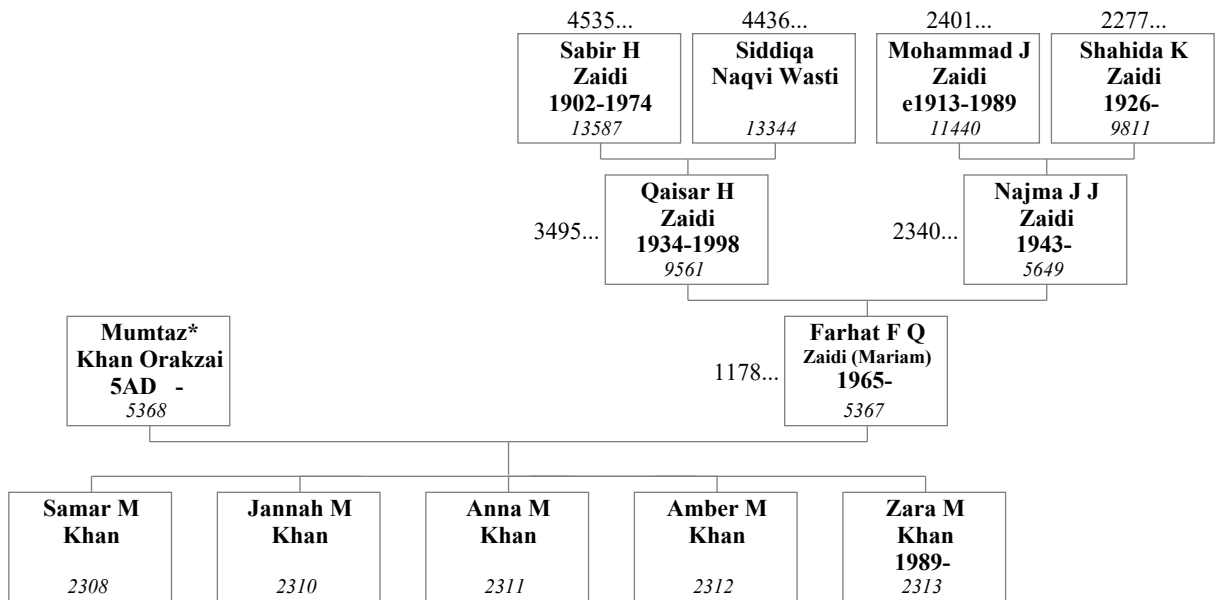 4535...
4436...
2401...
2277...
Sabir H
Zaidi
1902-1974
13587
Siddiqa
Naqvi Wasti
13344
Mohammad J
Zaidi
e1913-1989
11440
Shahida K
Zaidi
1926-
9811
3495...
Qaisar H
Zaidi
1934-1998
9561
2340...
Najma J J
Zaidi
1943-
5649
Mumtaz*
Khan Orakzai
5AD -
5368
1178...
Farhat F Q
Zaidi (Mariam)
1965-
5367
Samar M
Khan
2308
Jannah M
Khan
2310
Anna M
Khan
2311
Amber M
Khan
2312
Zara M
Khan
1989-
2313